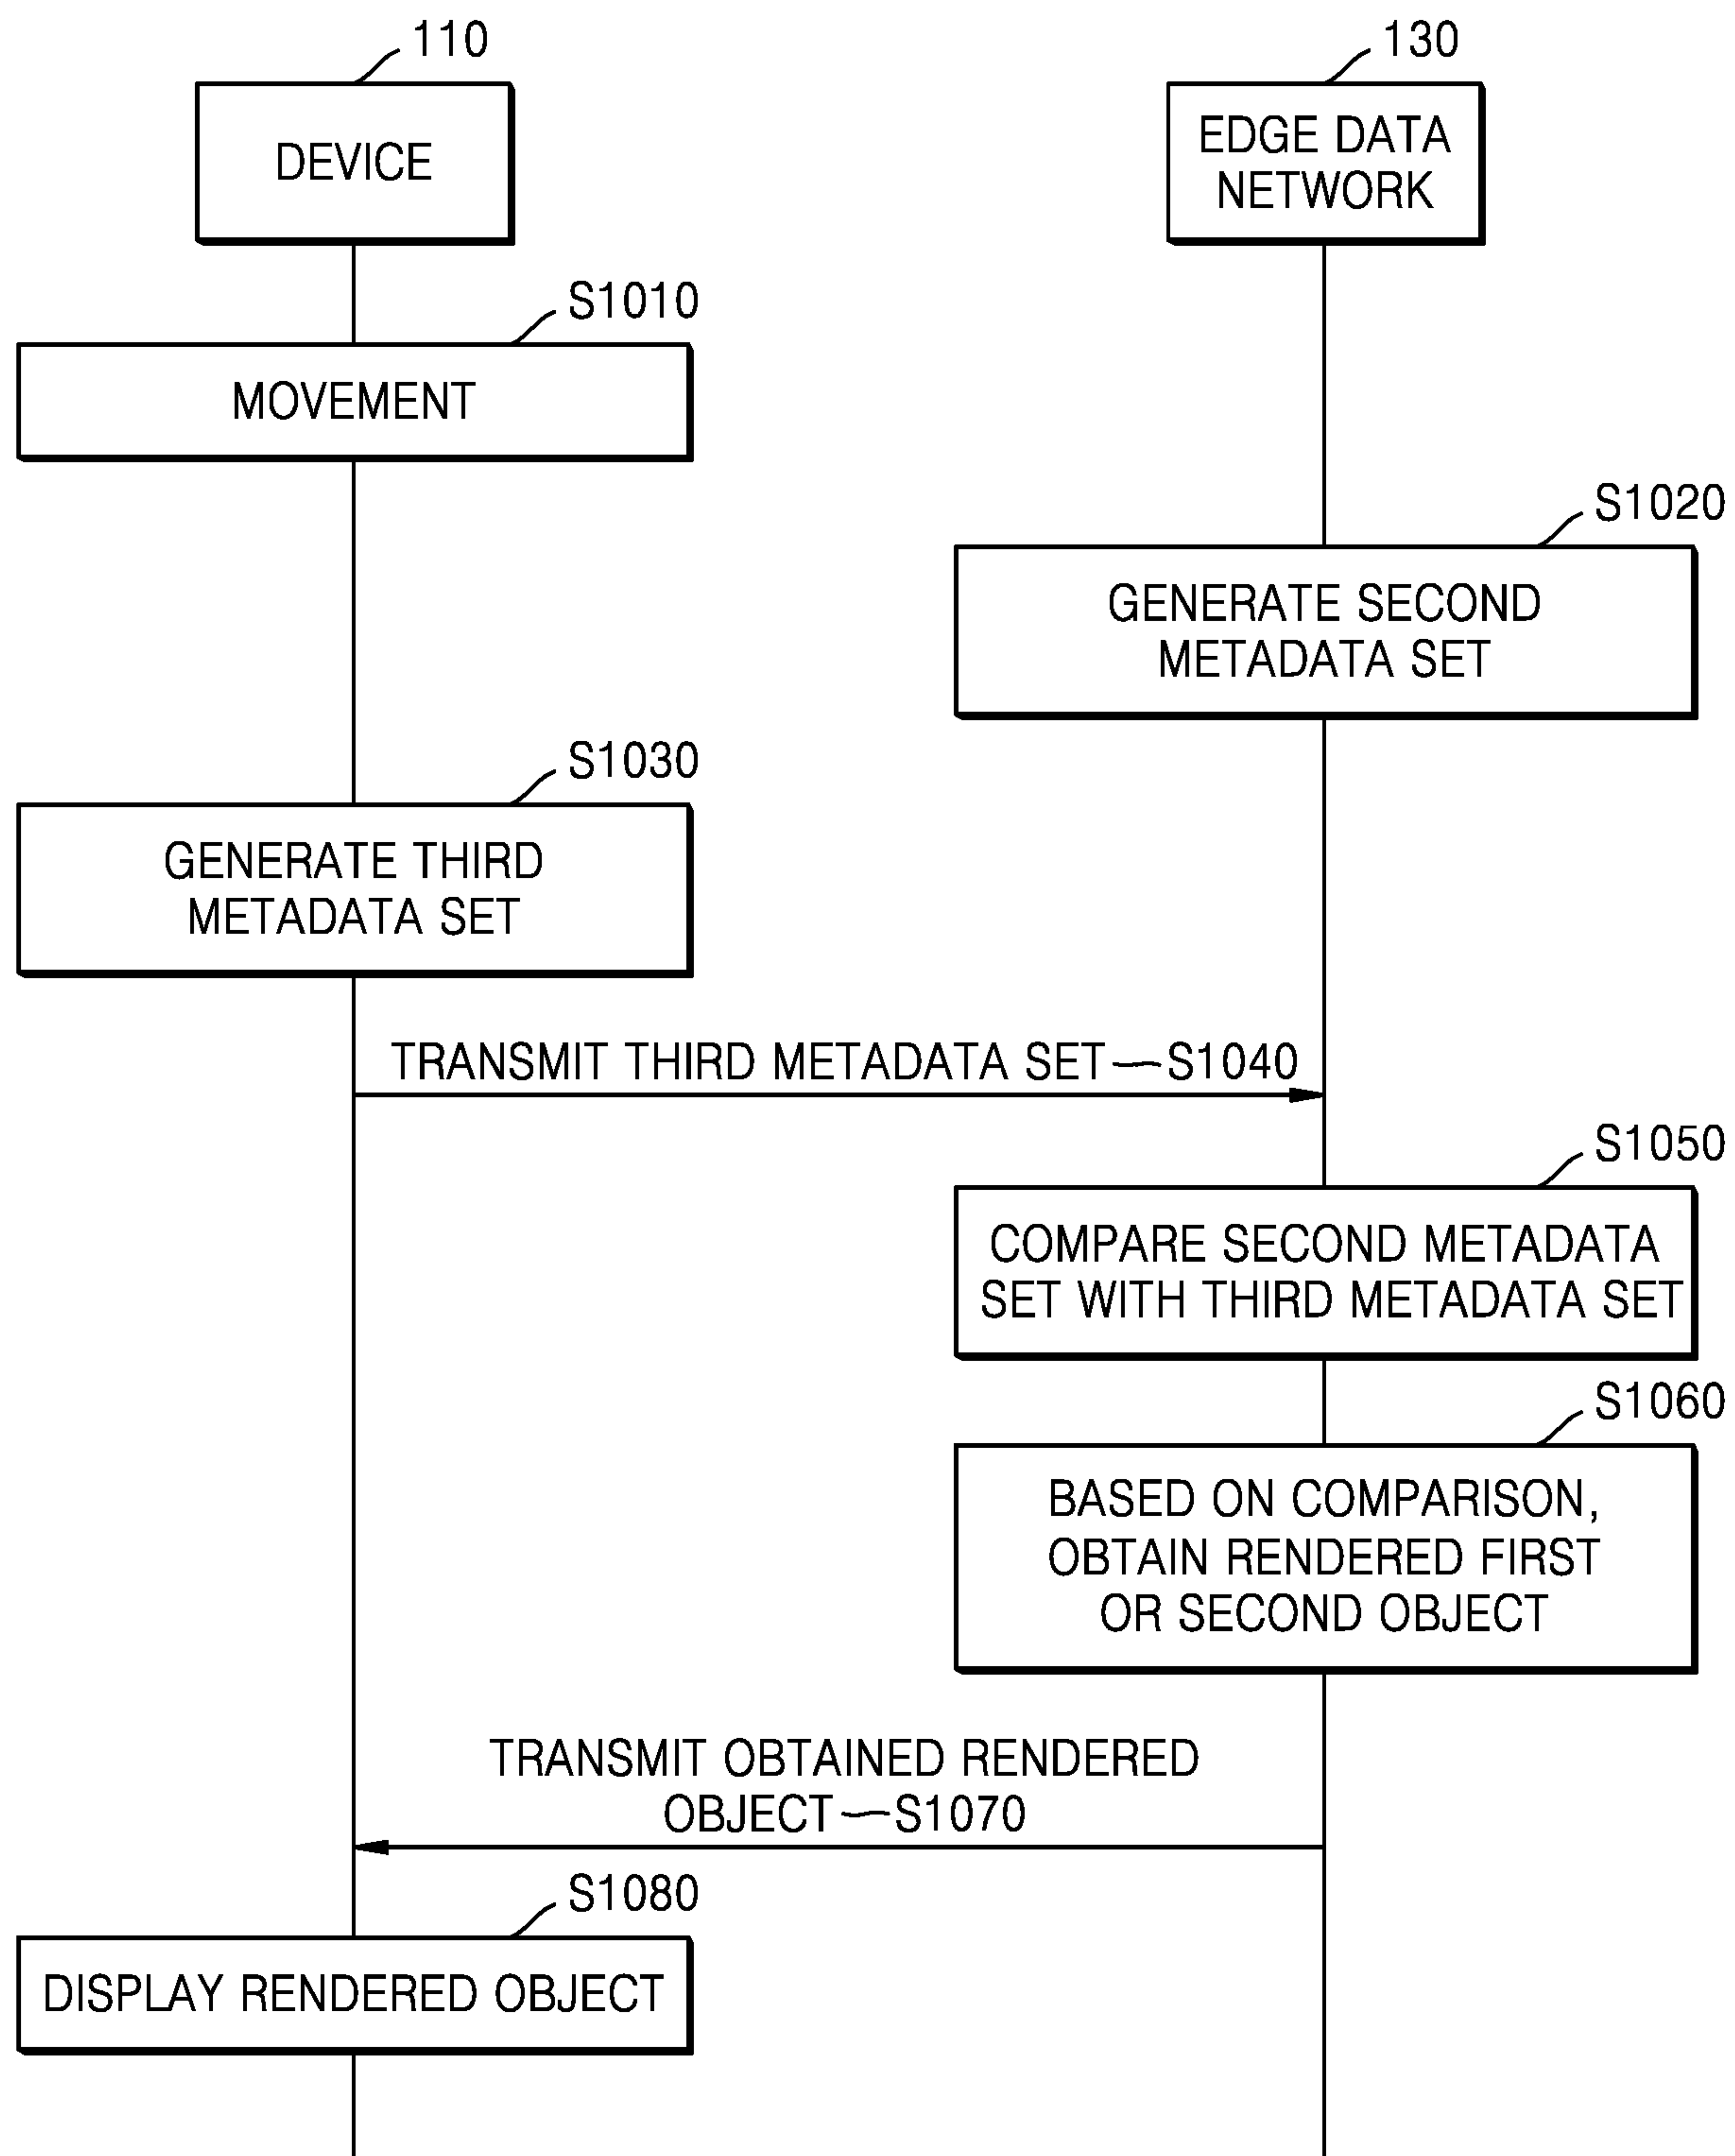 110
130
DEVICE
EDGE DATA
NETWORK
S1010
MOVEMENT
S1020
GENERATE SECOND
METADATA SET
S1030
GENERATE THIRD
METADATA SET
TRANSMIT THIRD METADATA SET S1040
S1050
COMPARE SECOND METADATA
SET WITH THIRD METADATA SET
S1060
BASED ON COMPARISON,
OBTAIN RENDERED FIRST
OR SECOND OBJECT
TRANSMIT OBTAINED RENDERED
OBJECT S1070
S1080
DISPLAY RENDERED OBJECT